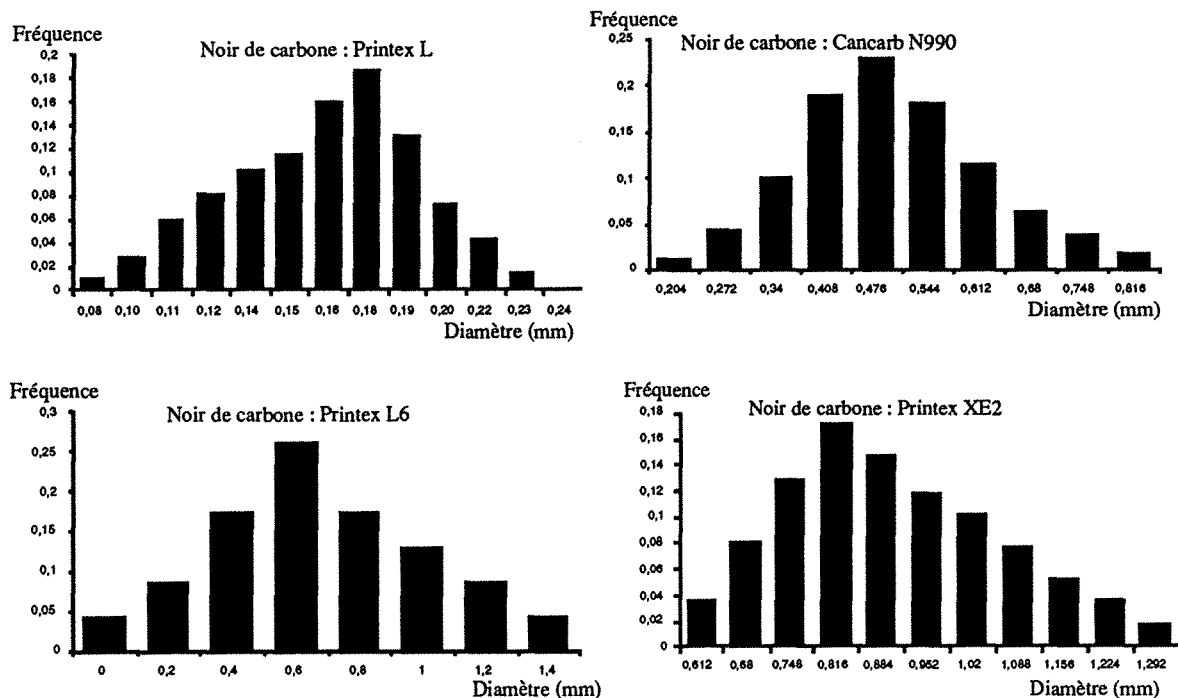 Fréquence
Noir de carbone : Printex L
0,2
0,18
0,16
0,14
0,12
0,1
0,08
0,06
0,04
0,02
0
0,08 0,10 0,11 0,12 0,14 0,15 0,16 0,18 0,19 0,20 0,22 0,23 0,24
Diamètre (mm)
Fréquence
Noir de carbone : Cancarb N990
0,25
0,2
0,15
0,1
0,05
0
0,204 0,272 0,34 0,408 0,476 0,544 0,612 0,68 0,748 0,816
Diamètre (mm)
Fréquence
Noir de carbone : Printex L6
0,3
0,25
0,2
0,15
0,1
0,05
0
0 0,2 0,4 0,6 0,8 1 1,2 1,4
Diamètre (mm)
Fréquence
Noir de carbone : Printex XE2
0,18
0,16
0,14
0,12
0,1
0,08
0,06
0,04
0,02
0
0,612 0,68 0,748 0,816 0,884 0,952 1,02 1,088 1,156 1,224 1,292
Diamètre (mm)